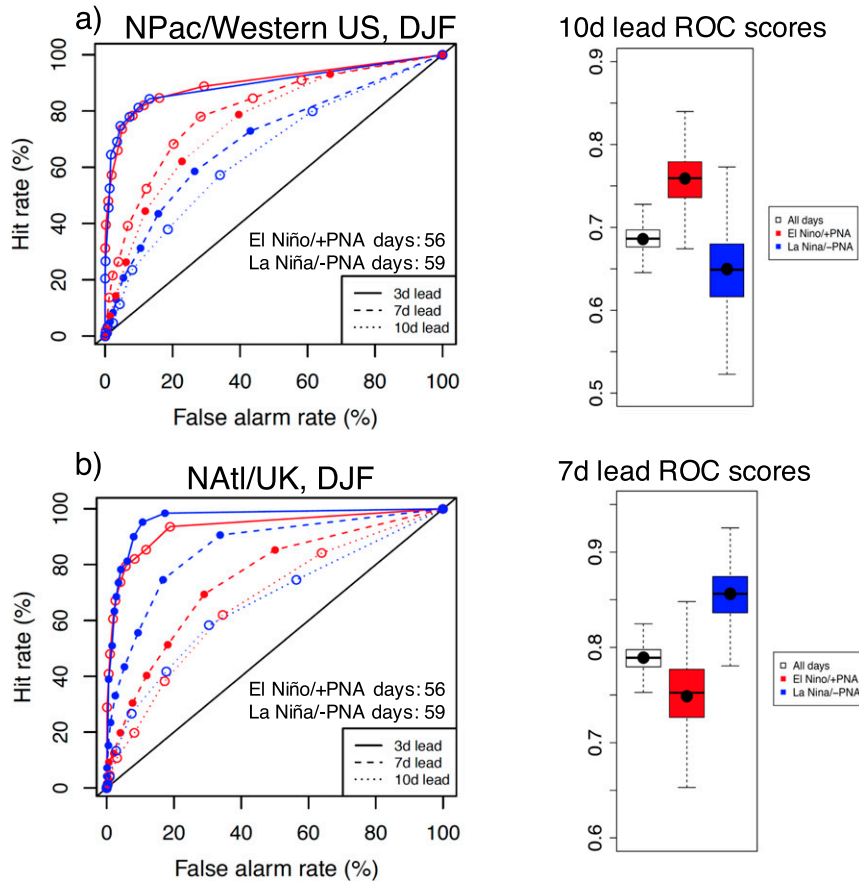 a)
NPac/Western US, DJF
10d lead ROC scores
Hit rate (%)
100
80
60
40
20
0
El Niño/+PNA days: 56
La Niña/-PNA days: 59
3d lead
7d lead
10d lead
0 20 40 60 80 100
False alarm rate (%)
0.9
0.8
0.7
0.6
0.5
All days
El Nino/+PNA
La Nina/−PNA
b)
NAtl/UK, DJF
7d lead ROC scores
Hit rate (%)
100
80
60
40
20
0
El Niño/+PNA days: 56
La Niña/-PNA days: 59
3d lead
7d lead
10d lead
0 20 40 60 80 100
False alarm rate (%)
0.9
0.8
0.7
0.6
All days
El Nino/+PNA
La Nina/−PNA